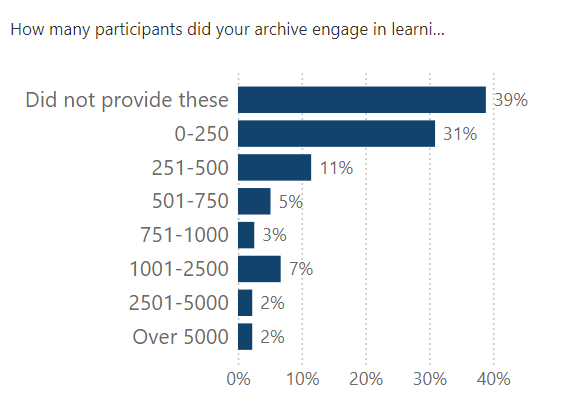 How many participants did your archive engage in learni...
Did not provide these 39%
0-250 31%
251-500 11%
501-750 5%
751-1000 3%
1001-2500 7%
2501-5000 2%
Over 5000 2%
0% 10% 20% 30% 40%